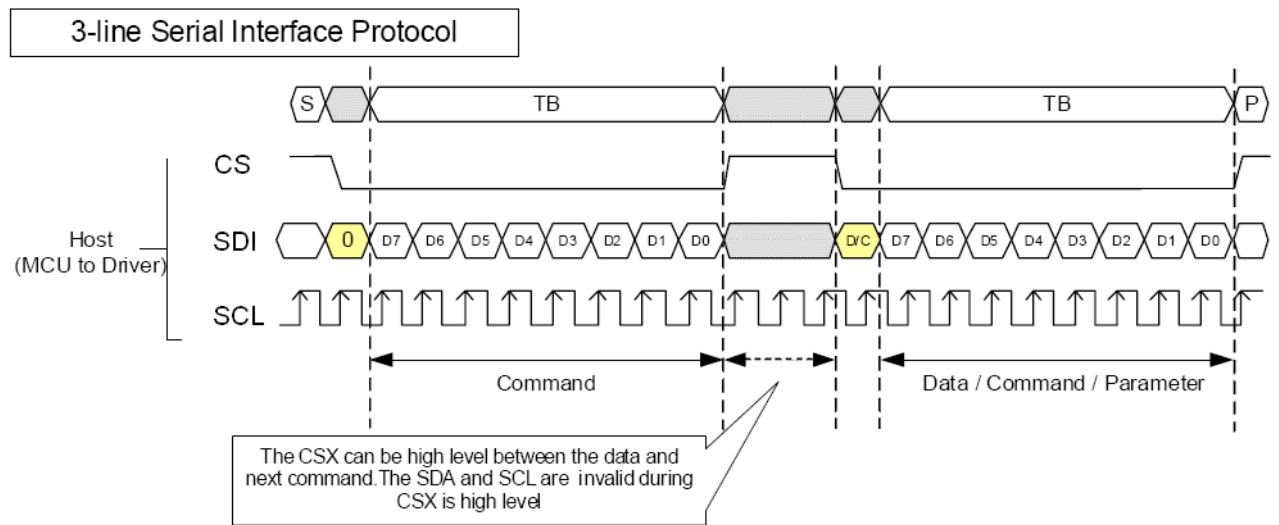 3-line Serial Interface Protocol
S TB TB P
CS
Host
(MCU to Driver)
SDI 0 D7 D6 D5 D4 D3 D2 D1 D0 D/C D7 D6 D5 D4 D3 D2 D1 D0
SCL
Command Data / Command / Parameter
The CSX can be high level between the data and
next command.The SDA and SCL are invalid during
CSX is high level